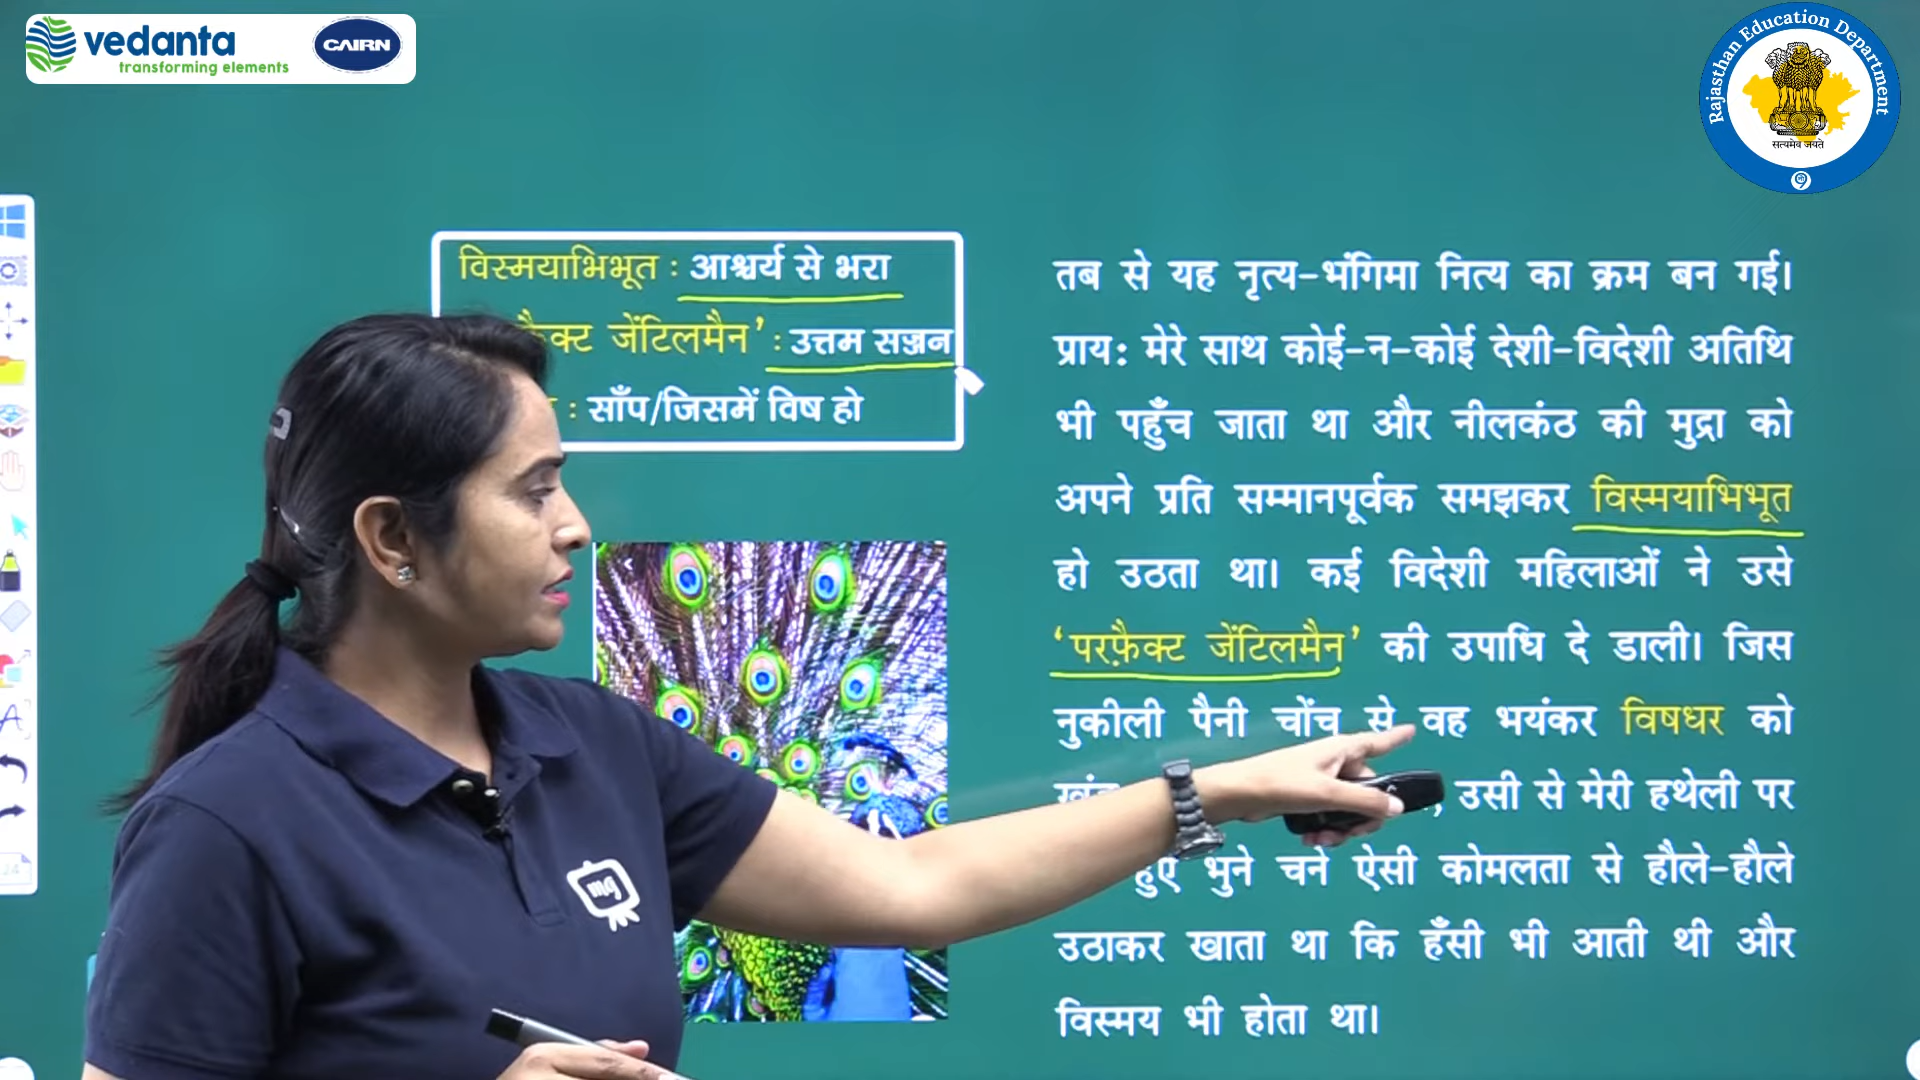 vedanta
transforming elements
CAIRN
Rajasthan Education Department
सत्यमेव जयते
विस्मयाभिभूत : आश्चर्य से भरा
जेंटिलमैन’ : उत्तम सज्जन
: साँप/जिसमें विष हो
तब से यह नृत्य-भंगिमा नित्य का क्रम बन गई।
प्राय: मेरे साथ कोई-न-कोई देशी-विदेशी अतिथि
भी पहुँच जाता था और नीलकंठ की मुद्रा को
अपने प्रति सम्मानपूर्वक समझकर विस्मयाभिभूत
हो उठता था। कई विदेशी महिलाओं ने उसे
‘परफ़ैक्ट जेंटिलमैन’ की उपाधि दे डाली। जिस
नुकीली पैनी चोंच से वह भयंकर विषधर को
, उसी से मेरी हथेली पर
हुए भुने चने ऐसी कोमलता से हौले-हौले
उठाकर खाता था कि हँसी भी आती थी और
विस्मय भी होता था।
mg